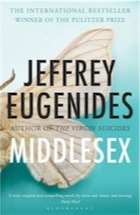 THE INTERNATIONAL BESTSELLER
WINNER OF THE PULITZER PRIZE
JEFFREY
EUGENIDES
AUTHOR OF THE VIRGIN SUICIDES
MIDDLESEX
BLOOMSBURY